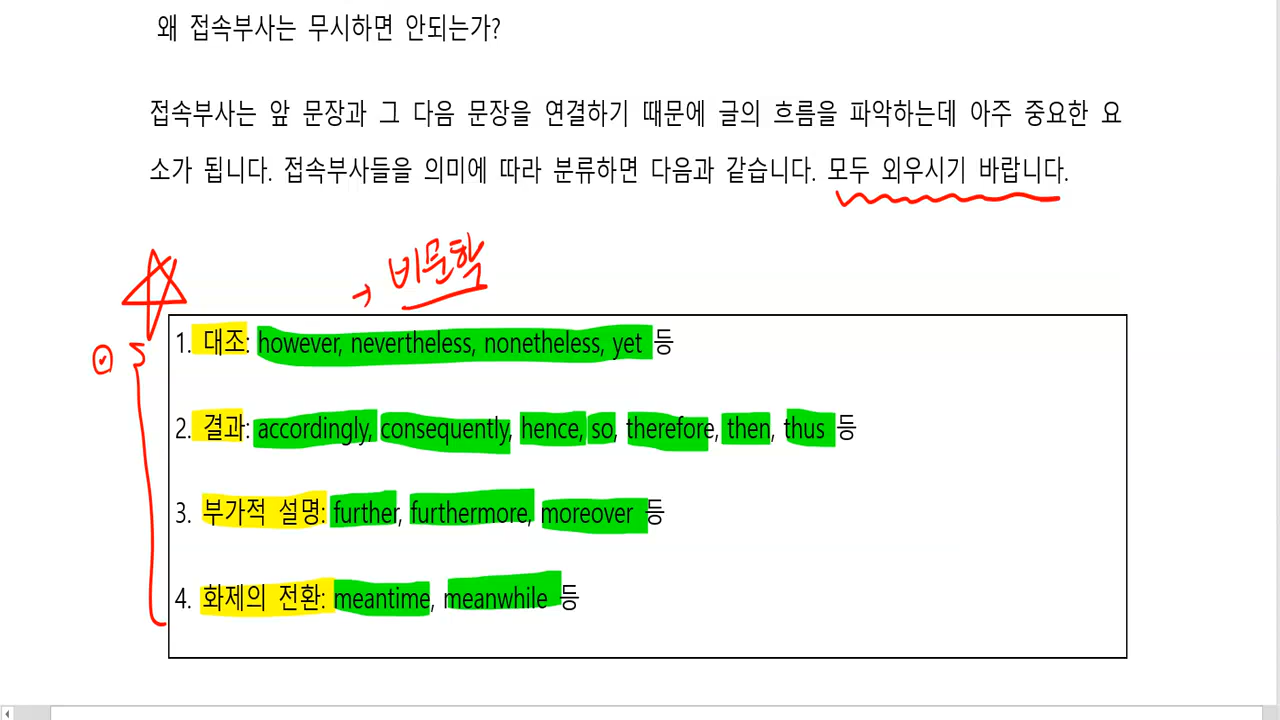 왜 접속부사는 무시하면 안되는가?
접속부사는 앞 문장과 그 다음 문장을 연결하기 때문에 글의 흐름을 파악하는데 아주 중요한 요
소가 됩니다. 접속부사들을 의미에 따라 분류하면 다음과 같습니다. 모두 외우시기 바랍니다.
→ 비문학
1. 대조: however, nevertheless, nonetheless, yet 등
2. 결과: accordingly, consequently, hence, so, therefore, then, thus 등
3. 부가적 설명: further, furthermore, moreover 등
4. 화제의 전환: meantime, meanwhile 등